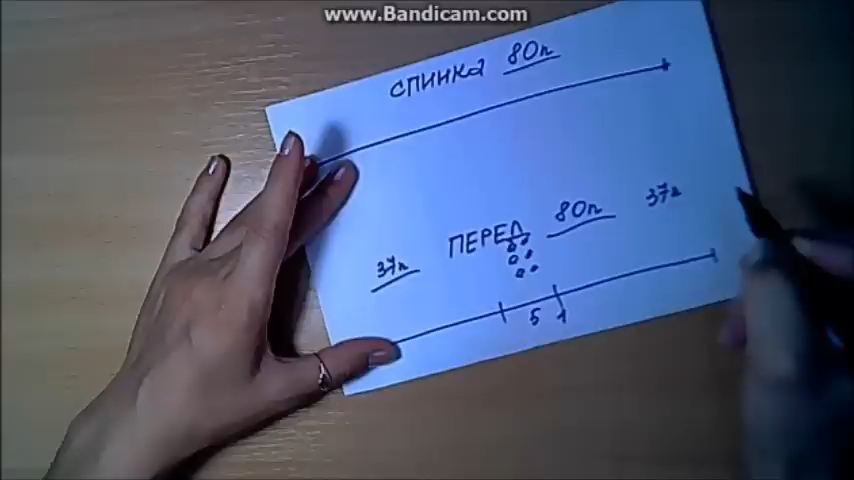 www.Bandicam.com
СПИНКА 80п
ПЕРЕД 80п 37п
37п
5 1